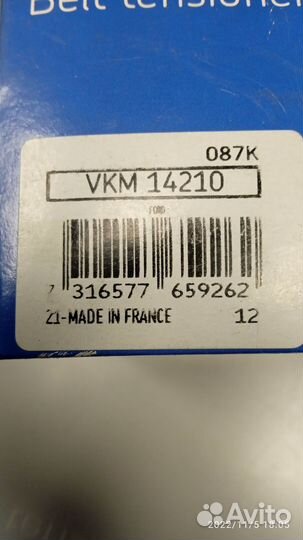 Belt tensioner
087K
VKM 14210
FORD
7 316577 659262
21-MADE IN FRANCE 12
2022/11/5 18:05
Avito